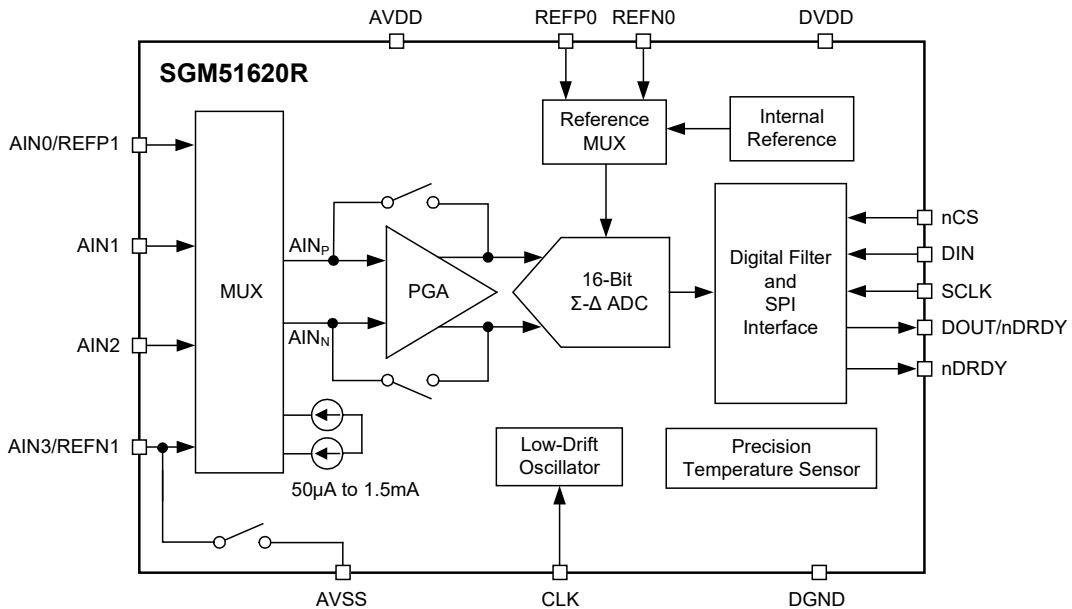 AVDD
REFP0
REFN0
DVDD
SGM51620R
AIN0/REFP1
Reference
MUX
Internal
Reference
AIN1
AINP
MUX
PGA
16-Bit
Σ-Δ ADC
Digital Filter
and
SPI
Interface
nCS
DIN
SCLK
DOUT/nDRDY
nDRDY
AINN
AIN2
AIN3/REFN1
50µA to 1.5mA
Low-Drift
Oscillator
Precision
Temperature Sensor
AVSS
CLK
DGND